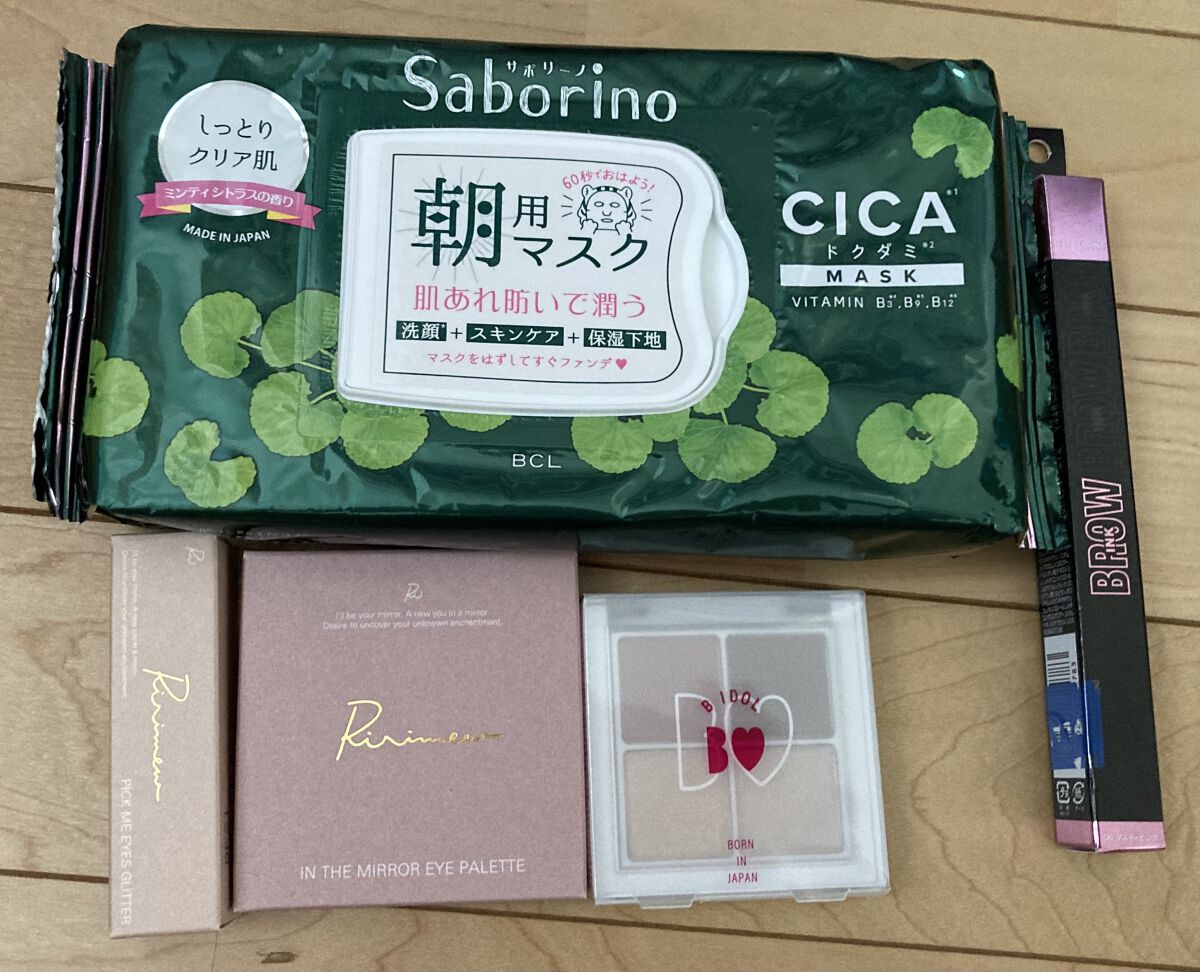 サボリーノ
Saborino
しっとり
クリア肌
ミンティシトラスの香り
MADE IN JAPAN
60秒でおはよう!
朝用
マスク
肌あれ防いで潤う
洗顔*+スキンケア+保湿下地
マスクをはずしてすぐファンデ♥
CICA*1
ドクダミ*2
MASK
VITAMIN B3, B9, B12
BCL
BROW
INK
Ririmew
PICK ME EYES GLITTER
I'll be your mirror. A new you in a mirror.
Desire to uncover your unknown enchantment.
Ririmew
IN THE MIRROR EYE PALETTE
B IDOL
B♥
BORN
IN
JAPAN